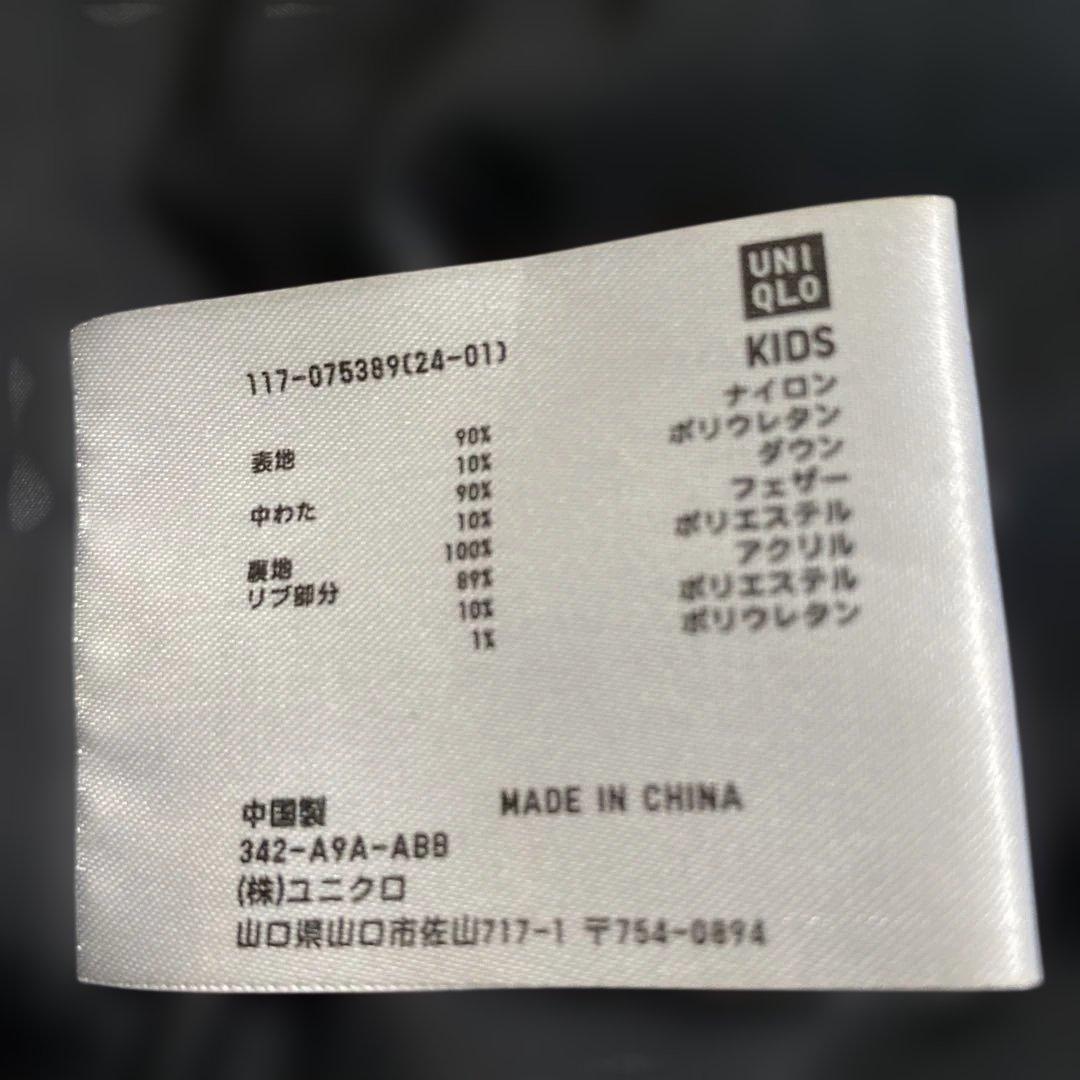 UNI
QLO
KIDS
117-075389(24-01)
表地 90% ナイロン
10% ポリウレタン
中わた 90% ダウン
10% フェザー
裏地 100% ポリエステル
リブ部分 89% アクリル
10% ポリエステル
1% ポリウレタン
中国製 MADE IN CHINA
342-A9A-ABB
(株)ユニクロ
山口県山口市佐山717-1 〒754-0894